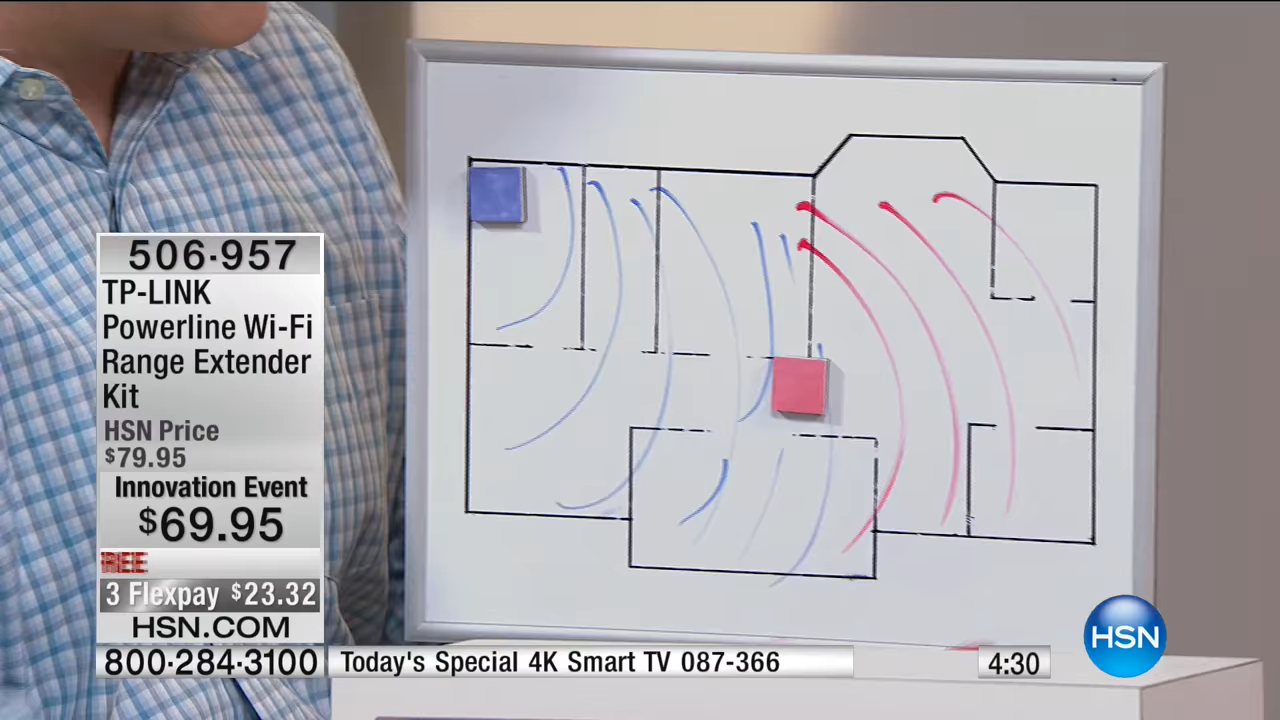 506·957
TP-LINK
Powerline Wi-Fi
Range Extender
Kit
HSN Price
$79.95
Innovation Event
$69.95
3 Flexpay $23.32
HSN.COM
800·284·3100
Today's Special 4K Smart TV 087-366
4:30
HSN